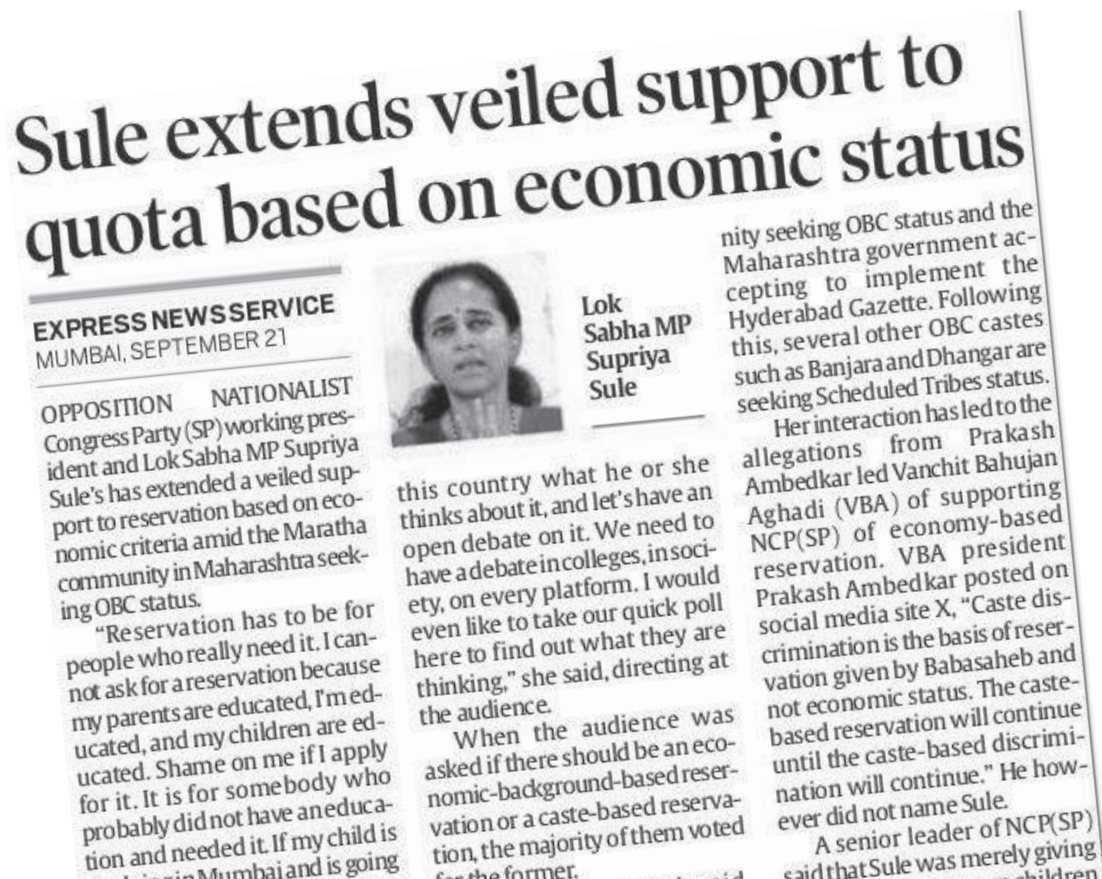 Sule extends veiled support to
quota based on economic status
EXPRESS NEWS SERVICE
MUMBAI, SEPTEMBER 21
OPPOSITION NATIONALIST
Congress Party (SP) working pres-
ident and Lok Sabha MP Supriya
Sule's has extended a veiled sup-
port to reservation based on eco-
nomic criteria amid the Maratha
community in Maharashtra seek-
ing OBC status.
"Reservation has to be for
people who really need it. I can-
not ask for a reservation because
my parents are educated, I'm ed-
ucated, and my children are ed-
ucated. Shame on me if I apply
for it. It is for somebody who
probably did not have an educa-
tion and needed it. If my child is
in Mumbai and is going
Lok
Sabha MP
Supriya
Sule
this country what he or she
thinks about it, and let's have an
open debate on it. We need to
have a debate in colleges, in soci-
ety, on every platform. I would
even like to take our quick poll
here to find out what they are
thinking," she said, directing at
the audience.
When the audience was
asked if there should be an eco-
nomic-background-based reser-
vation or a caste-based reserva-
tion, the majority of them voted
for the former.
nity seeking OBC status and the
Maharashtra government ac-
cepting to implement the
Hyderabad Gazette. Following
this, several other OBC castes
such as Banjara and Dhangar are
seeking Scheduled Tribes status.
Her interaction has led to the
allegations from Prakash
Ambedkar led Vanchit Bahujan
Aghadi (VBA) of supporting
NCP(SP) of economy-based
reservation. VBA president
Prakash Ambedkar posted on
social media site X, "Caste dis-
crimination is the basis of reser-
vation given by Babasaheb and
not economic status. The caste-
based reservation will continue
until the caste-based discrimi-
nation will continue." He how-
ever did not name Sule.
A senior leader of NCP(SP)
said that Sule was merely giving
children